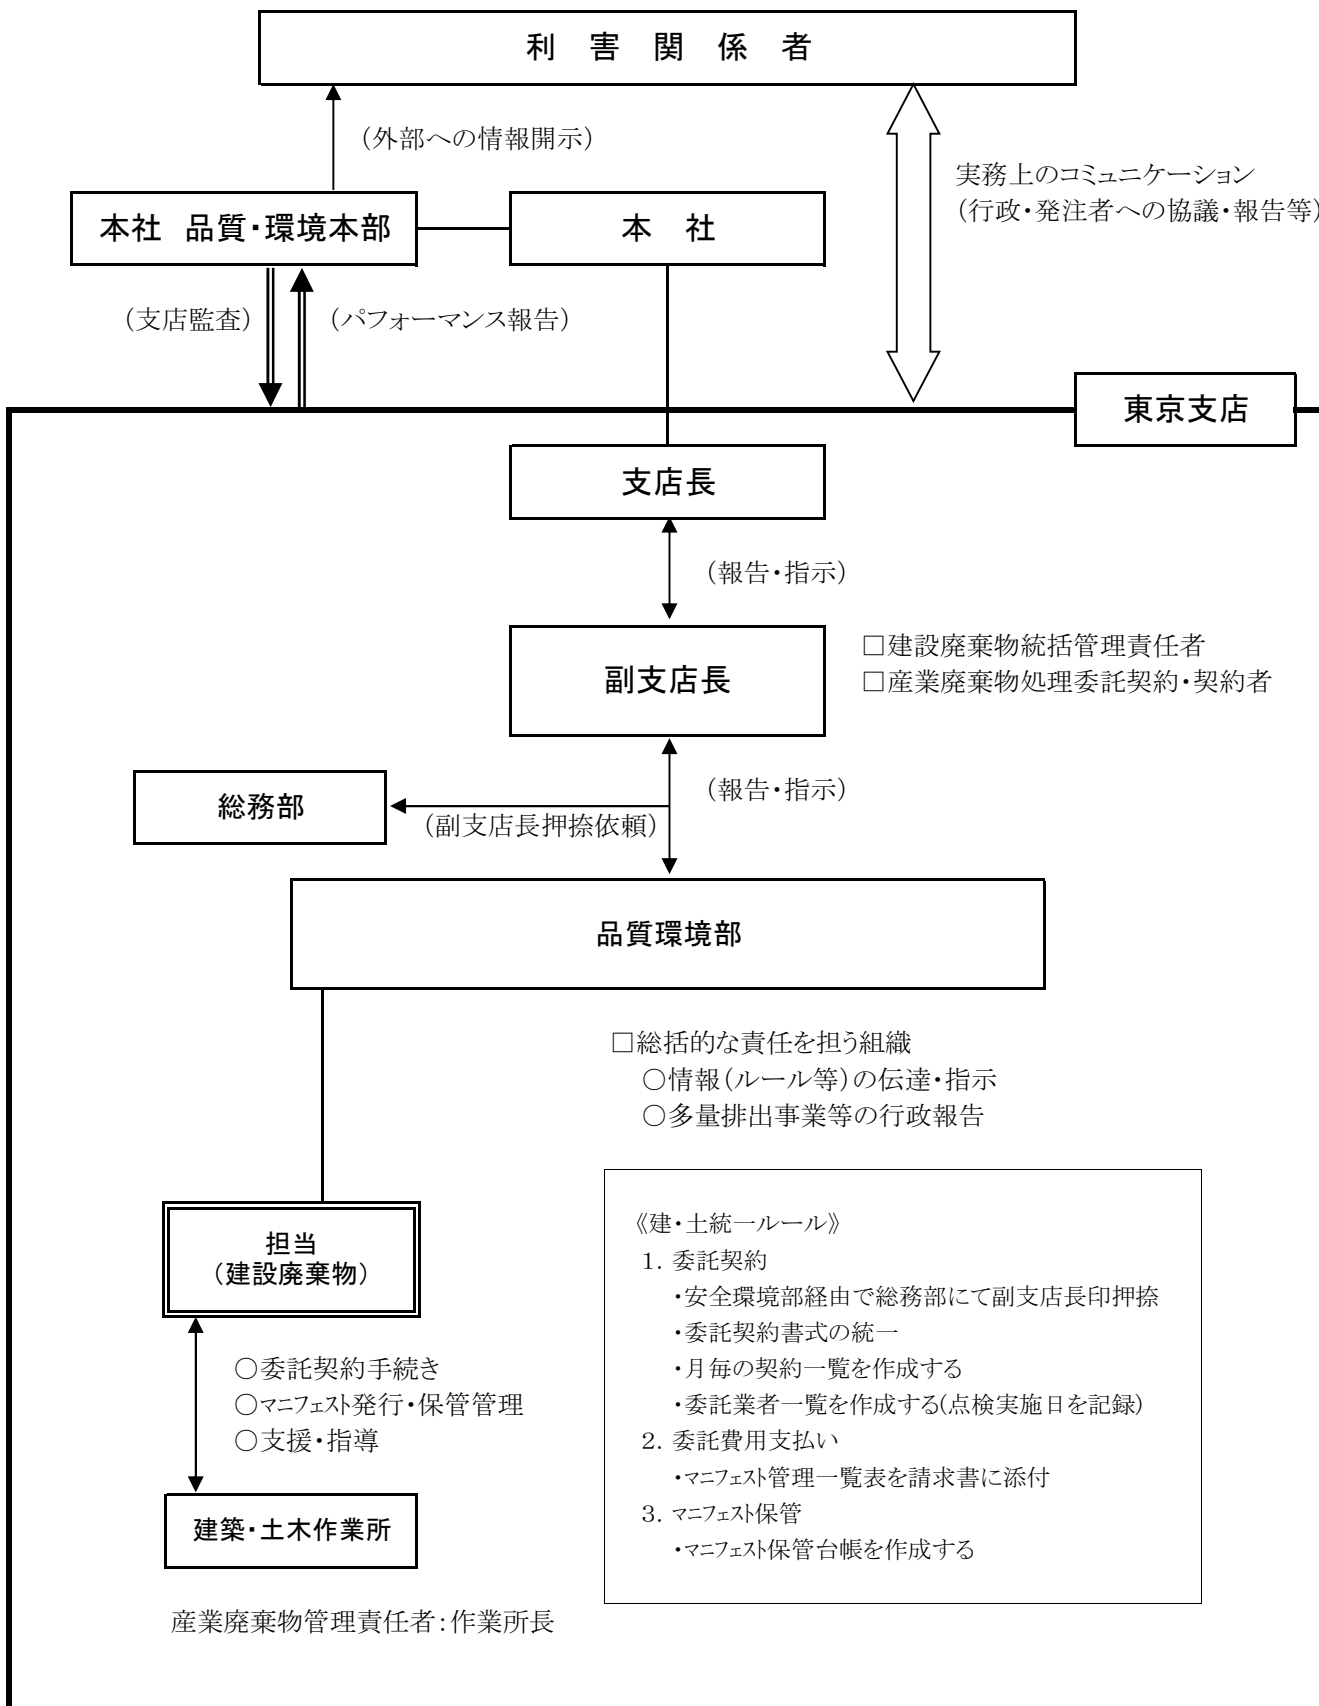 利　害　関　係　者
（外部への情報開示）
実務上のコミュニケーション
（行政・発注者への協議・報告等）
本社　品質・環境本部
本　社
（支店監査）
（パフォーマンス報告）
東京支店
支店長
（報告・指示）
副支店長
□建設廃棄物統括管理責任者
□産業廃棄物処理委託契約・契約者
（報告・指示）
総務部
（副支店長押捺依頼）
品質環境部
□総括的な責任を担う組織
○情報（ルール等）の伝達・指示
○多量排出事業等の行政報告
担当
（建設廃棄物）
○委託契約手続き
○マニフェスト発行・保管管理
○支援・指導
建築・土木作業所
産業廃棄物管理責任者：作業所長
《建・土統一ルール》
１．委託契約
・安全環境部経由で総務部にて副支店長印押捺
・委託契約書式の統一
・月毎の契約一覧を作成する
・委託業者一覧を作成する(点検実施日を記録)
２．委託費用支払い
・マニフェスト管理一覧表を請求書に添付
３．マニフェスト保管
・マニフェスト保管台帳を作成する